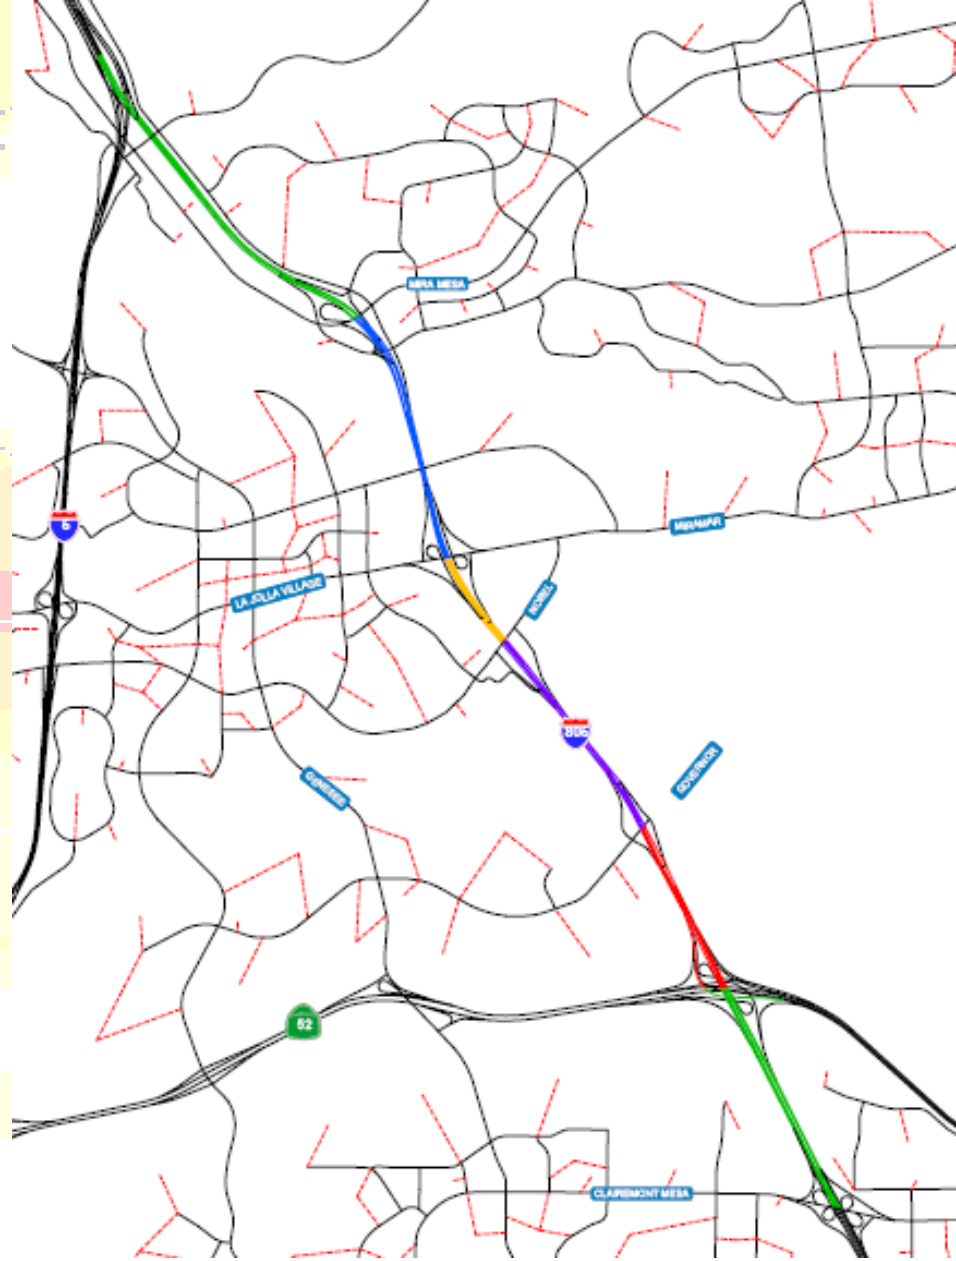 MIRA MESA
5
MIRAMAR
LA JOLLA VILLAGE
NOBEL
805
GOVERNOR
GENESEE
52
CLAIREMONT MESA